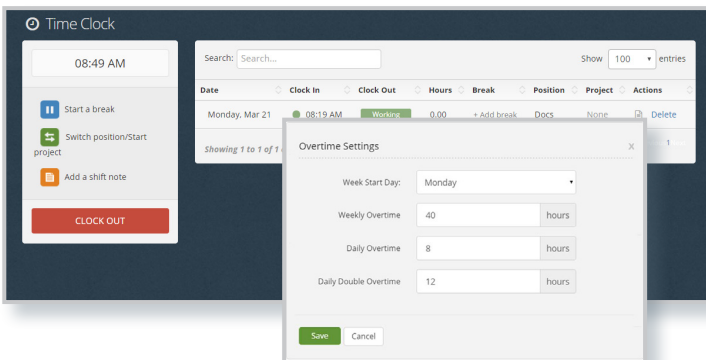 Time Clock
08:49 AM
Start a break
Switch position/Start
project
Add a shift note
CLOCK OUT
Search: Search... Show 100 entries
Date Clock In Clock Out Hours Break Position Project Actions
Monday, Mar 21 08:19 AM Working 0.00 + Add break Docs None Delete
Showing 1 to 1 of 1
1
Overtime Settings X
Week Start Day: Monday
Weekly Overtime 40 hours
Daily Overtime 8 hours
Daily Double Overtime 12 hours
Save Cancel